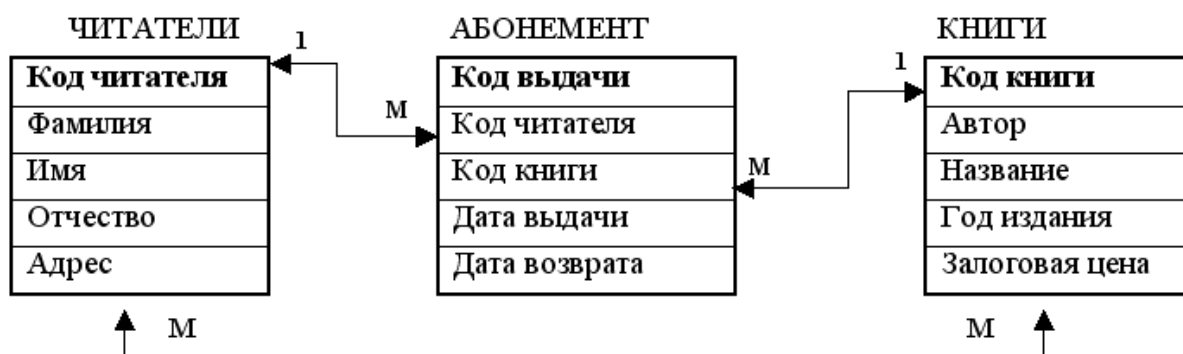 ЧИТАТЕЛИ
1
Код читателя
Фамилия
Имя
Отчество
Адрес
М
М
АБОНЕМЕНТ
Код выдачи
Код читателя
Код книги
Дата выдачи
Дата возврата
М
КНИГИ
1
Код книги
Автор
Название
Год издания
Залоговая цена
М